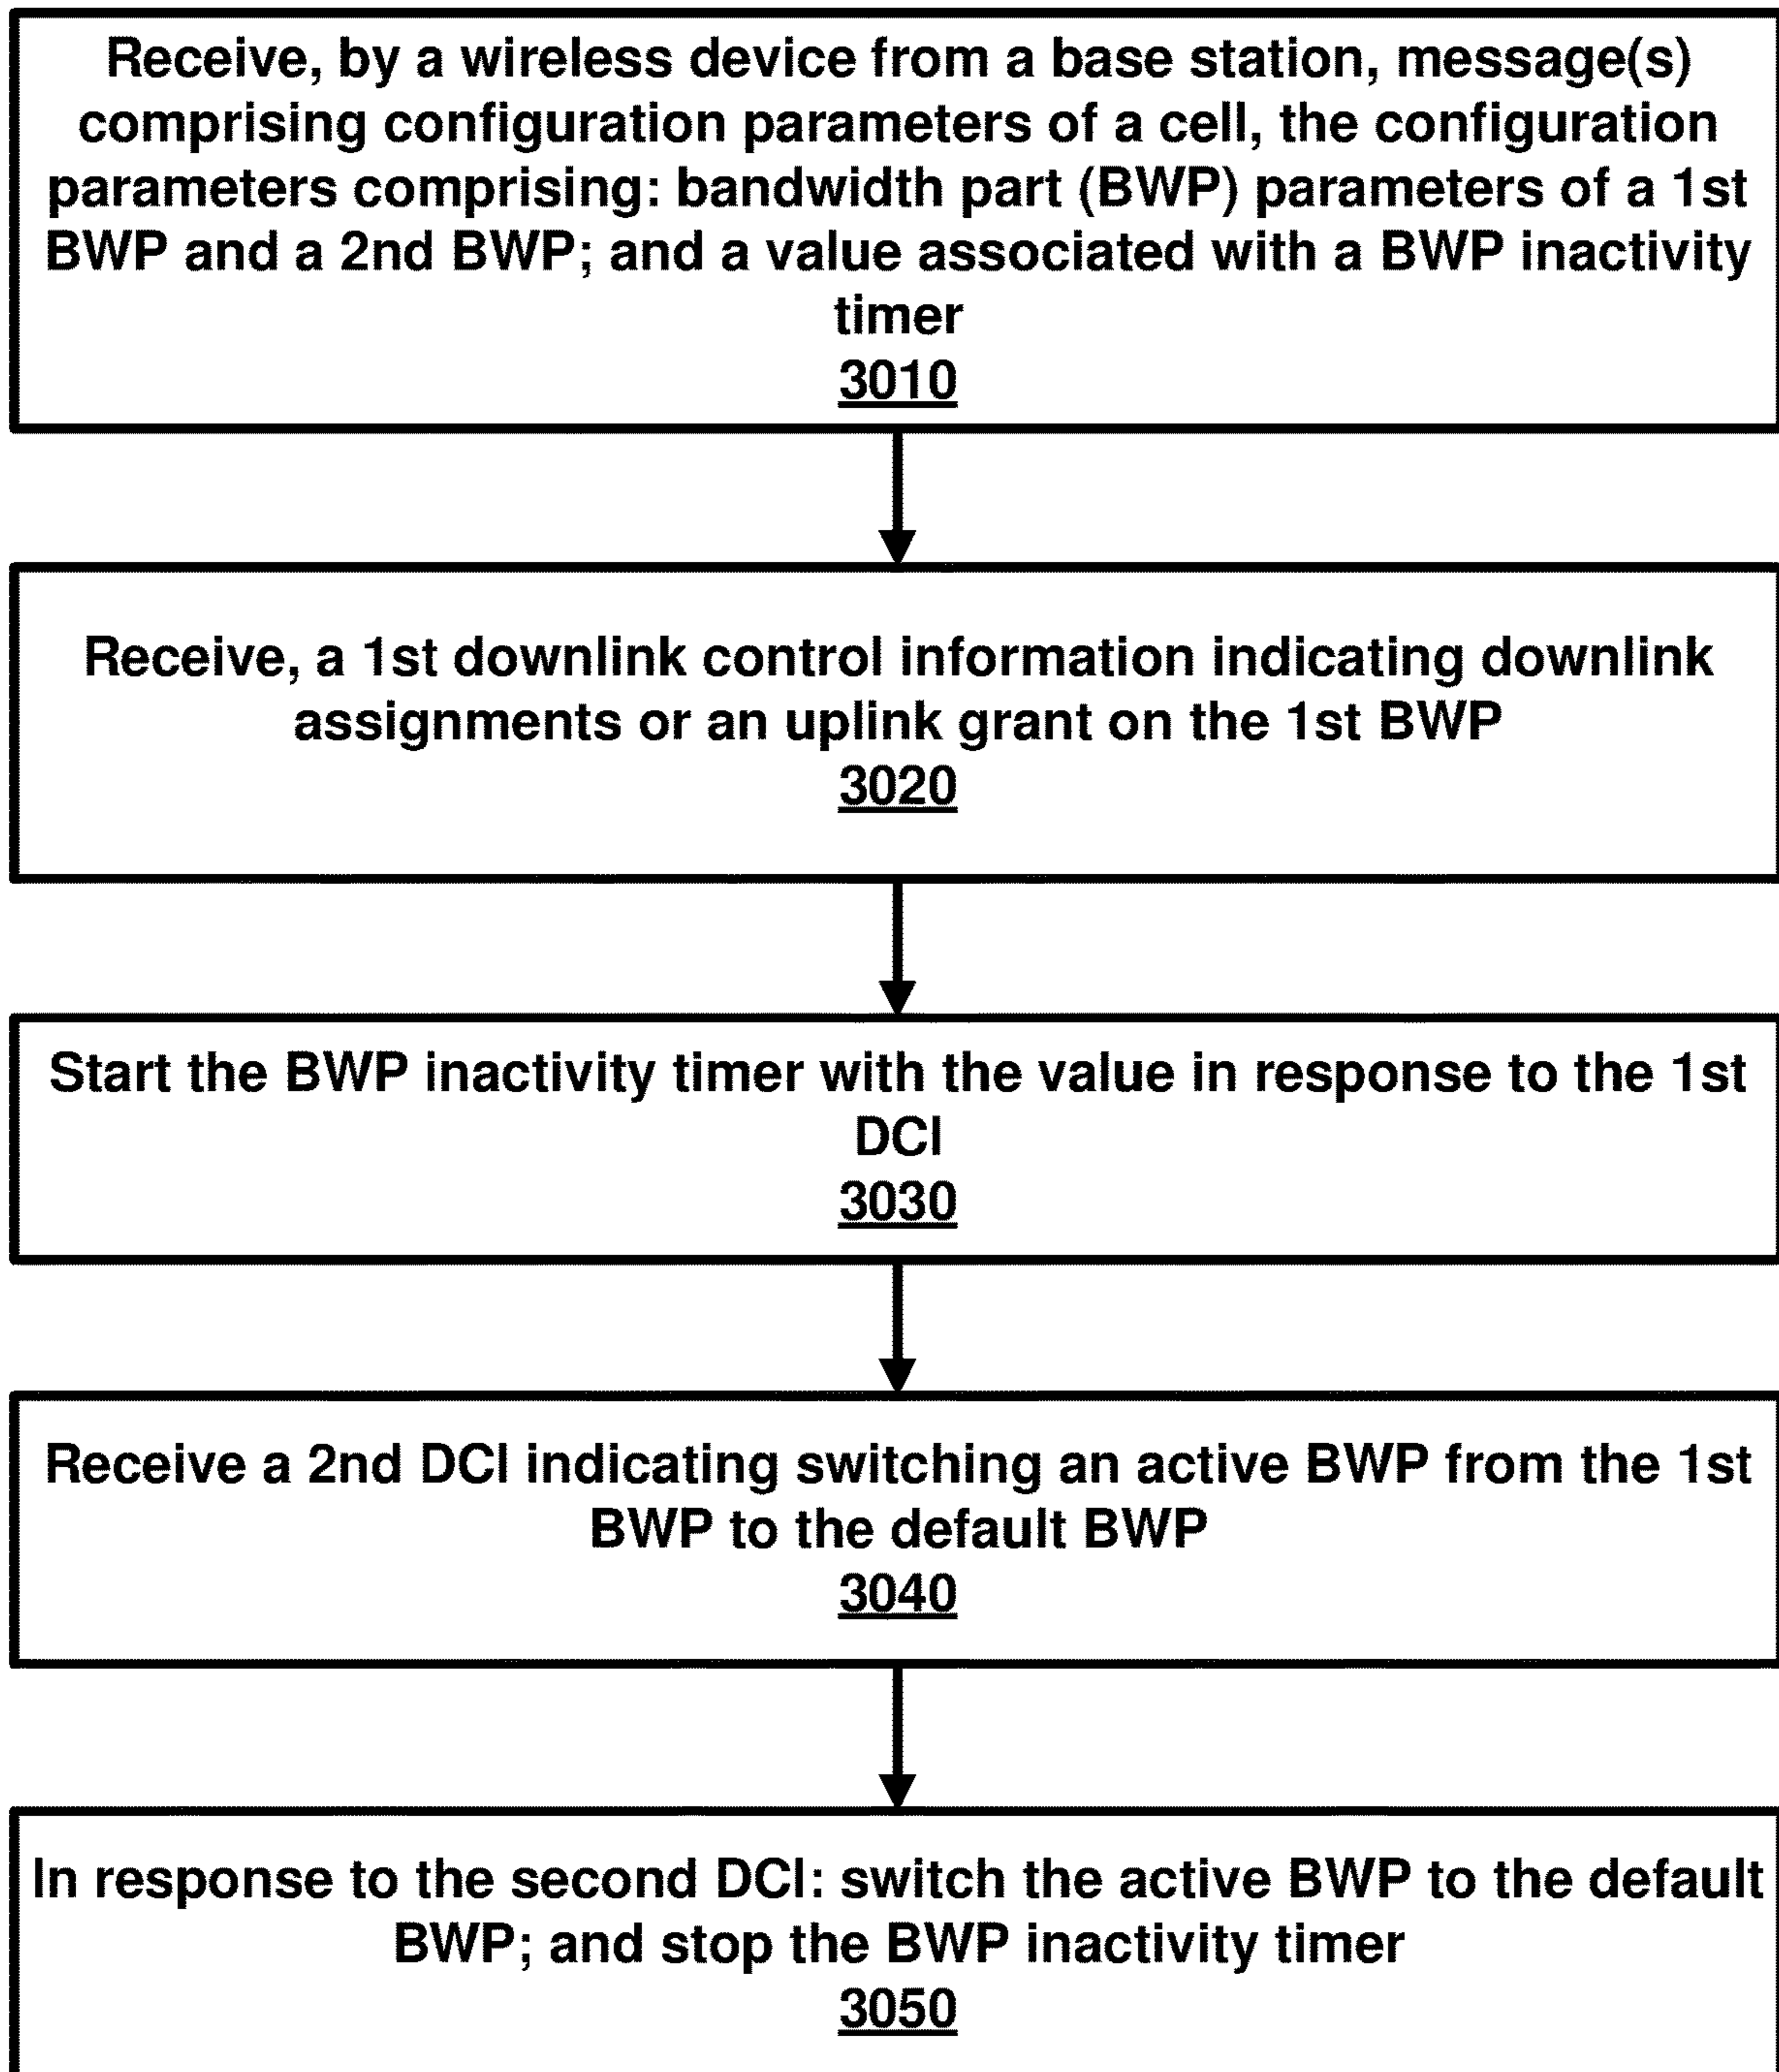 Receive, by a wireless device from a base station, message(s)
comprising configuration parameters of a cell, the configuration
parameters comprising: bandwidth part (BWP) parameters of a 1st
BWP and a 2nd BWP; and a value associated with a BWP inactivity
timer
3010
Receive, a 1st downlink control information indicating downlink
assignments or an uplink grant on the 1st BWP
3020
Start the BWP inactivity timer with the value in response to the 1st
DCI
3030
Receive a 2nd DCI indicating switching an active BWP from the 1st
BWP to the default BWP
3040
In response to the second DCI: switch the active BWP to the default
BWP; and stop the BWP inactivity timer
3050